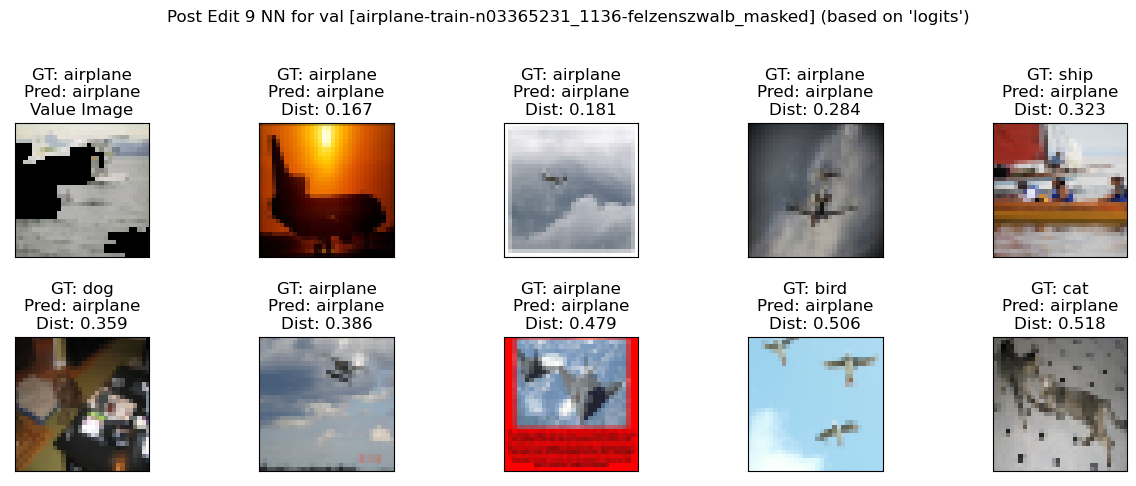 Post Edit 9 NN for val [airplane-train-n03365231_1136-felzenszwalb_masked] (based on 'logits')
GT: airplane
Pred: airplane
Value Image
GT: airplane
Pred: airplane
Dist: 0.167
GT: airplane
Pred: airplane
Dist: 0.181
GT: airplane
Pred: airplane
Dist: 0.284
GT: ship
Pred: airplane
Dist: 0.323
GT: dog
Pred: airplane
Dist: 0.359
GT: airplane
Pred: airplane
Dist: 0.386
GT: airplane
Pred: airplane
Dist: 0.479
GT: bird
Pred: airplane
Dist: 0.506
GT: cat
Pred: airplane
Dist: 0.518